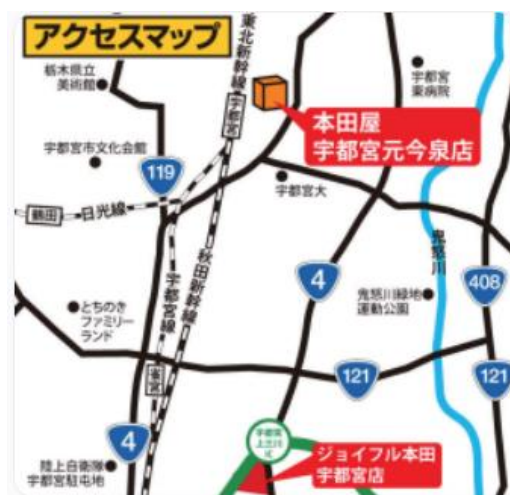 アクセスマップ
東北新幹線
栃木県立
美術館
宇都宮
宇都宮
東病院
本田屋
宇都宮元今泉店
宇都宮市文化会館
119
宇都宮大
鶴田
日光線
秋田新幹線
宇都宮線
4
鬼怒川
408
鬼怒川緑地
運動公園
とちのき
ファミリー
ランド
121
121
雀宮
4
宇都宮
上三川
IC
ジョイフル本田
宇都宮店
陸上自衛隊
宇都宮駐屯地